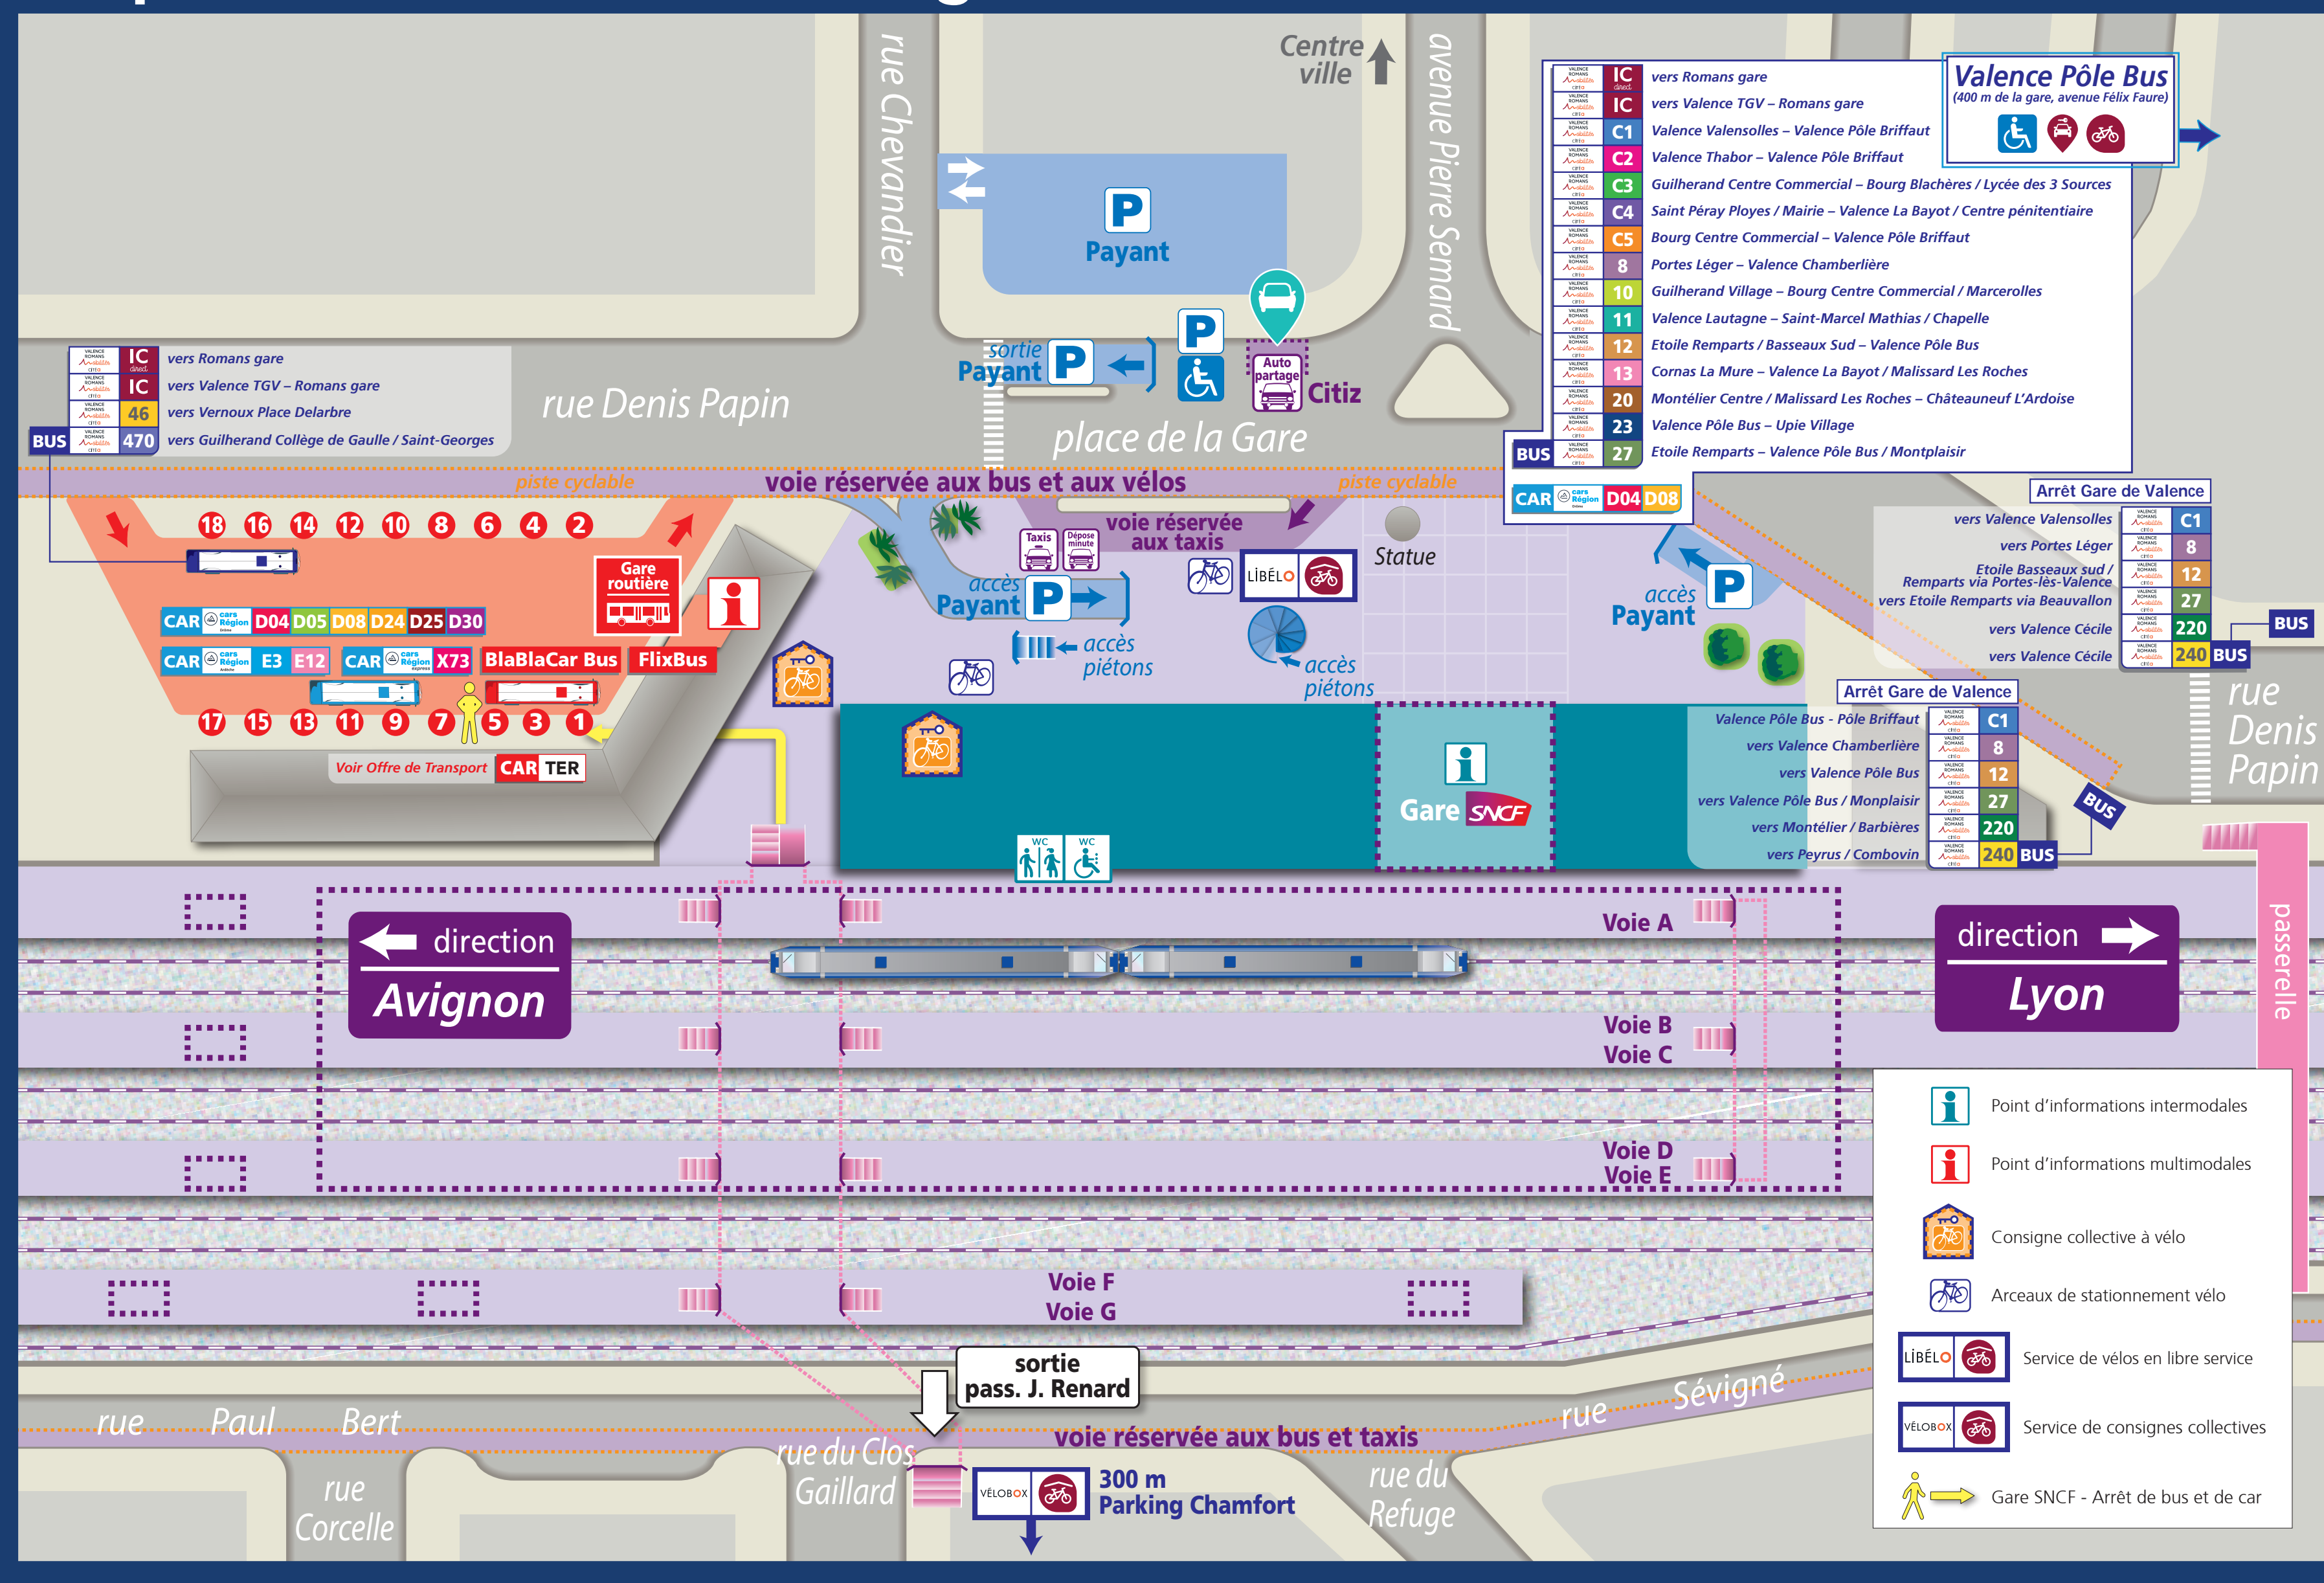 rue Chevandier
Centre
ville
avenue Pierre Semard
P
Payant
IC direct vers Romans gare
IC vers Valence TGV – Romans gare
C1 Valence Valensolles – Valence Pôle Briffaut
C2 Valence Thabor – Valence Pôle Briffaut
C3 Guilherand Centre Commercial – Bourg Blachères / Lycée des 3 Sources
C4 Saint Péray Ployes / Mairie – Valence La Bayot / Centre pénitentiaire
C5 Bourg Centre Commercial – Valence Pôle Briffaut
8 Portes Léger – Valence Chamberlière
10 Guilherand Village – Bourg Centre Commercial / Marcerolles
11 Valence Lautagne – Saint-Marcel Mathias / Chapelle
12 Etoile Remparts / Basseaux Sud – Valence Pôle Bus
13 Cornas La Mure – Valence La Bayot / Malissard Les Roches
20 Montélier Centre / Malissard Les Roches – Châteauneuf L'Ardoise
23 Valence Pôle Bus – Upie Village
BUS 27 Etoile Remparts – Valence Pôle Bus / Montplaisir
CAR cars Région D04 D08
Valence Pôle Bus
(400 m de la gare, avenue Félix Faure)
IC direct vers Romans gare
IC vers Valence TGV – Romans gare
46 vers Vernoux Place Delarbre
BUS 470 vers Guilherand Collège de Gaulle / Saint-Georges
rue Denis Papin
sortie
Payant P
P
Auto
partage
Citiz
place de la Gare
piste cyclable
voie réservée aux bus et aux vélos
piste cyclable
18 16 14 12 10 8 6 4 2
Gare
routière
CAR cars Région D04 D05 D08 D24 D25 D30
CAR cars Région E3 E12 CAR cars Région X73 BlaBlaCar Bus FlixBus
17 15 13 11 9 7 5 3 1
Voir Offre de Transport CAR TER
voie réservée
aux taxis
Taxis
Dépose
minute
accès
Payant P
accès
piétons
LIBÉLO
accès
piétons
Statue
accès
Payant P
Arrêt Gare de Valence
vers Valence Valensolles C1
vers Portes Léger 8
Etoile Basseaux sud /
Remparts via Portes-lès-Valence 12
vers Etoile Remparts via Beauvallon 27
vers Valence Cécile 220
vers Valence Cécile 240 BUS
BUS
Arrêt Gare de Valence
Valence Pôle Bus - Pôle Briffaut C1
vers Valence Chamberlière 8
vers Valence Pôle Bus 12
vers Valence Pôle Bus / Monplaisir 27
vers Montélier / Barbières 220
vers Peyrus / Combovin 240 BUS
BUS
rue
Denis
Papin
passerelle
Gare SNCF
WC WC
direction
Avignon
direction
Lyon
Voie A
Voie B
Voie C
Voie D
Voie E
Voie F
Voie G
sortie
pass. J. Renard
rue Paul Bert
rue Sévigné
voie réservée aux bus et taxis
rue
Corcelle
rue du Clos
Gaillard
VÉLOBOX
300 m
Parking Chamfort
rue du
Refuge
Point d'informations intermodales
Point d'informations multimodales
Consigne collective à vélo
Arceaux de stationnement vélo
LIBÉLO Service de vélos en libre service
VÉLOBOX Service de consignes collectives
Gare SNCF - Arrêt de bus et de car